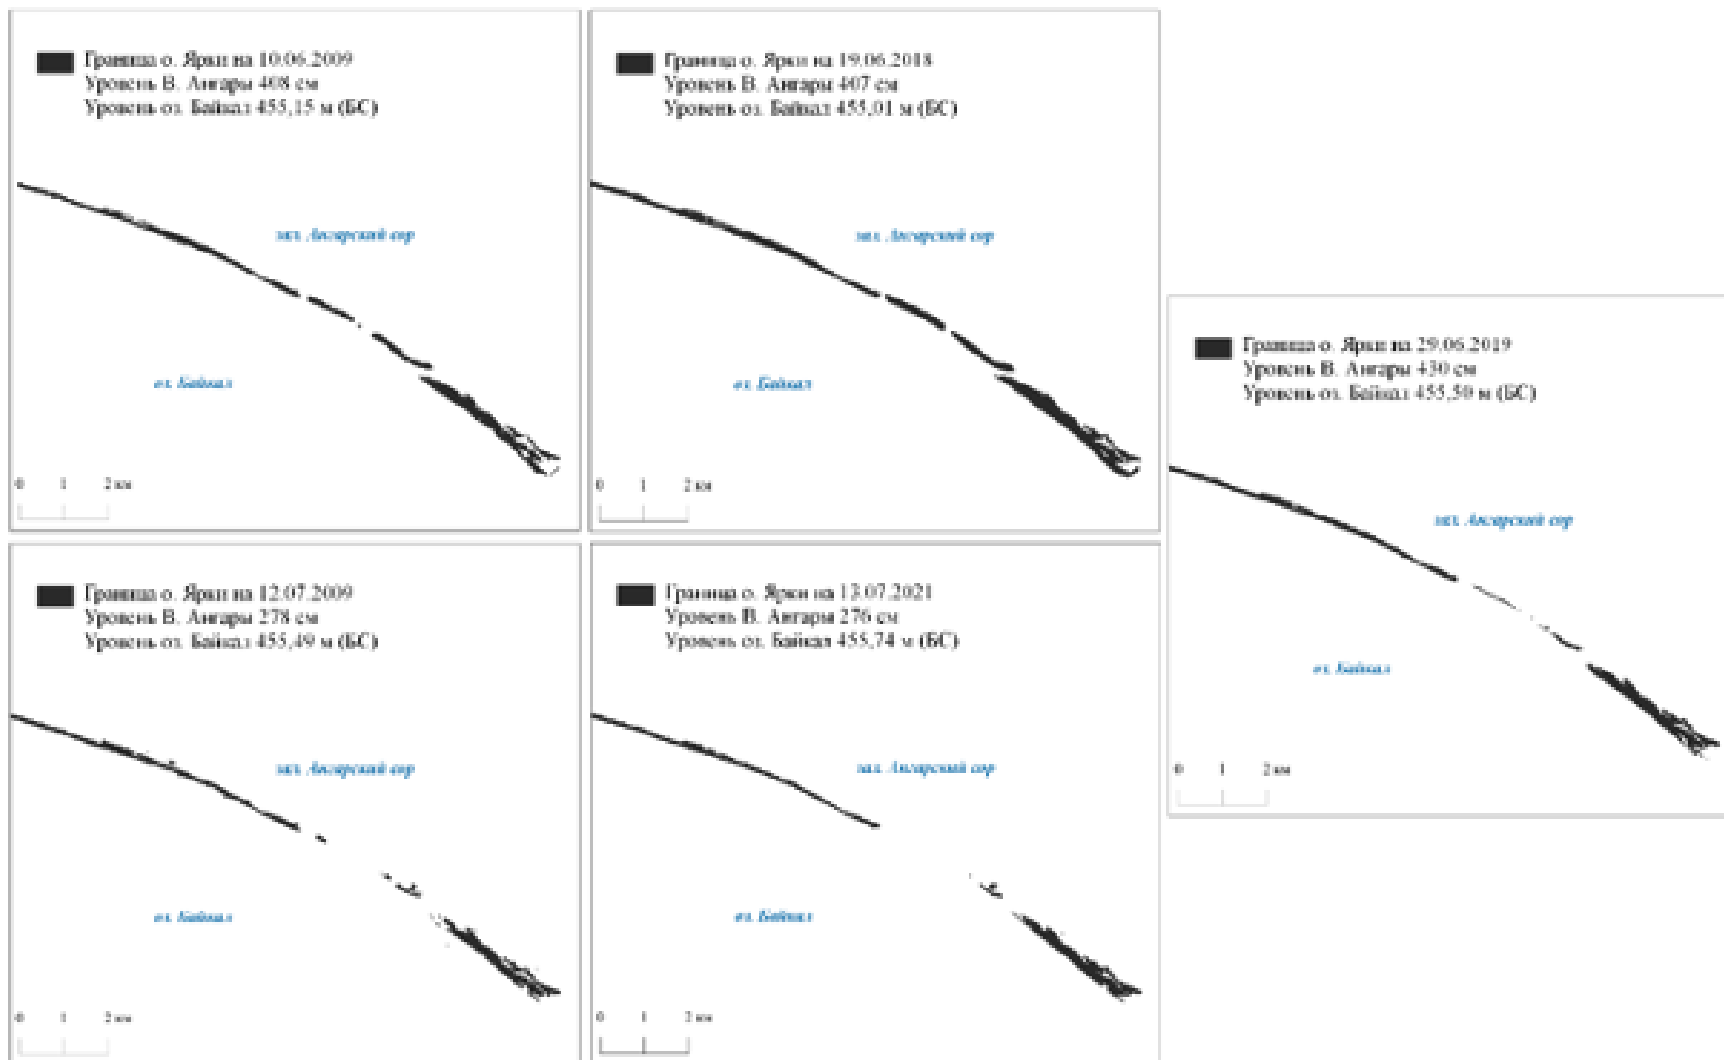 Граница о. Ярки на 10.06.2009
Уровень В. Ангары 408 см
Уровень оз. Байкал 455,15 м (БС)
зал. Ангарский сор
оз. Байкал
0 1 2 км
Граница о. Ярки на 19.06.2018
Уровень В. Ангары 407 см
Уровень оз. Байкал 455,01 м (БС)
зал. Ангарский сор
оз. Байкал
0 1 2 км
Граница о. Ярки на 29.06.2019
Уровень В. Ангары 430 см
Уровень оз. Байкал 455,50 м (БС)
зал. Ангарский сор
оз. Байкал
0 1 2 км
Граница о. Ярки на 12.07.2009
Уровень В. Ангары 278 см
Уровень оз. Байкал 455,49 м (БС)
зал. Ангарский сор
оз. Байкал
0 1 2 км
Граница о. Ярки на 13.07.2021
Уровень В. Ангары 276 см
Уровень оз. Байкал 455,74 м (БС)
зал. Ангарский сор
оз. Байкал
0 1 2 км